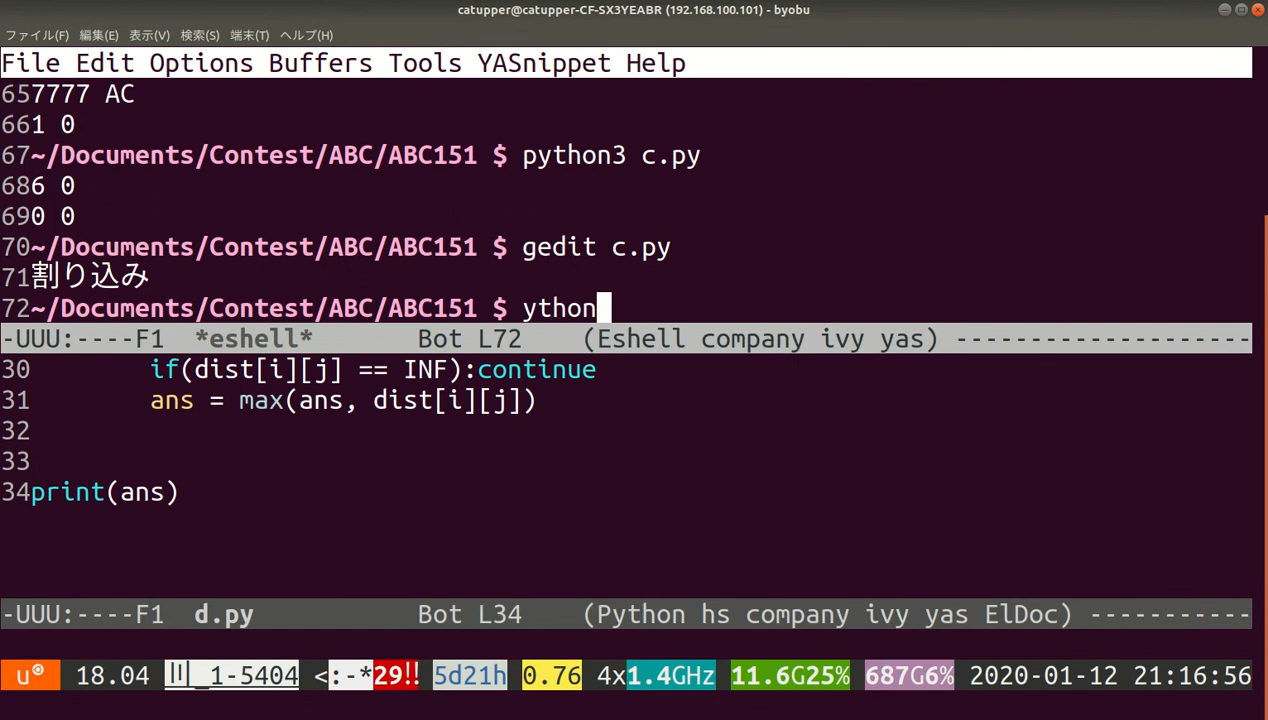 catupper@catupper-CF-SX3YEABR (192.168.100.101) - byobu
ファイル(F) 編集(E) 表示(V) 検索(S) 端末(T) ヘルプ(H)
File Edit Options Buffers Tools YASnippet Help
657777 AC
661 0
67~/Documents/Contest/ABC/ABC151 $ python3 c.py
686 0
690 0
70~/Documents/Contest/ABC/ABC151 $ gedit c.py
71割り込み
72~/Documents/Contest/ABC/ABC151 $ ython
-UUU:----F1 *eshell* Bot L72 (Eshell company ivy yas) --------------------
30 if(dist[i][j] == INF):continue
31 ans = max(ans, dist[i][j])
32
33
34print(ans)
-UUU:----F1 d.py Bot L34 (Python hs company ivy yas ElDoc) -----------
u 18.04 _1-5404 <:-*29!! 5d21h 0.76 4x1.4GHz 11.6G25% 687G6% 2020-01-12 21:16:56